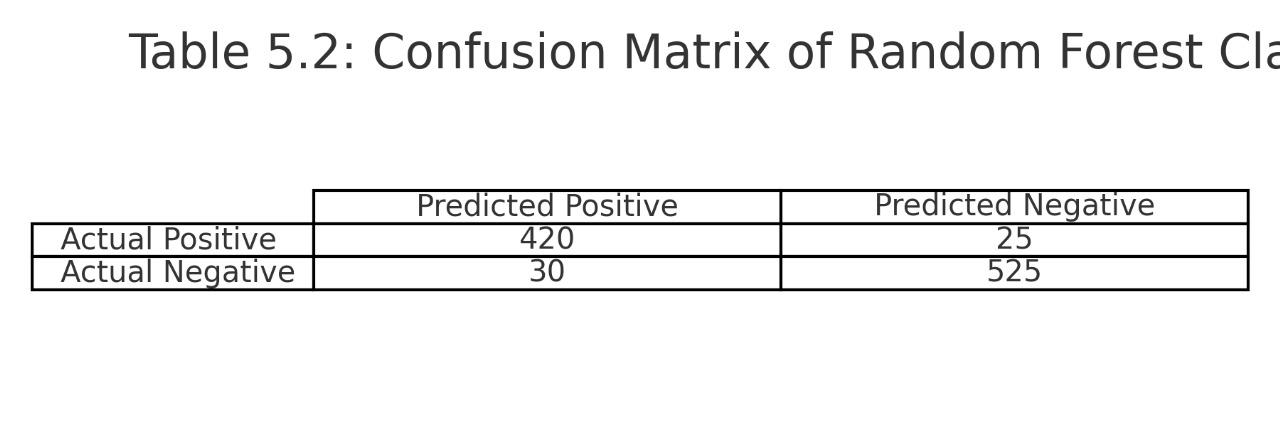 Table 5.2: Confusion Matrix of Random Forest
Predicted Positive Predicted Negative
Actual Positive 420 25
Actual Negative 30 525